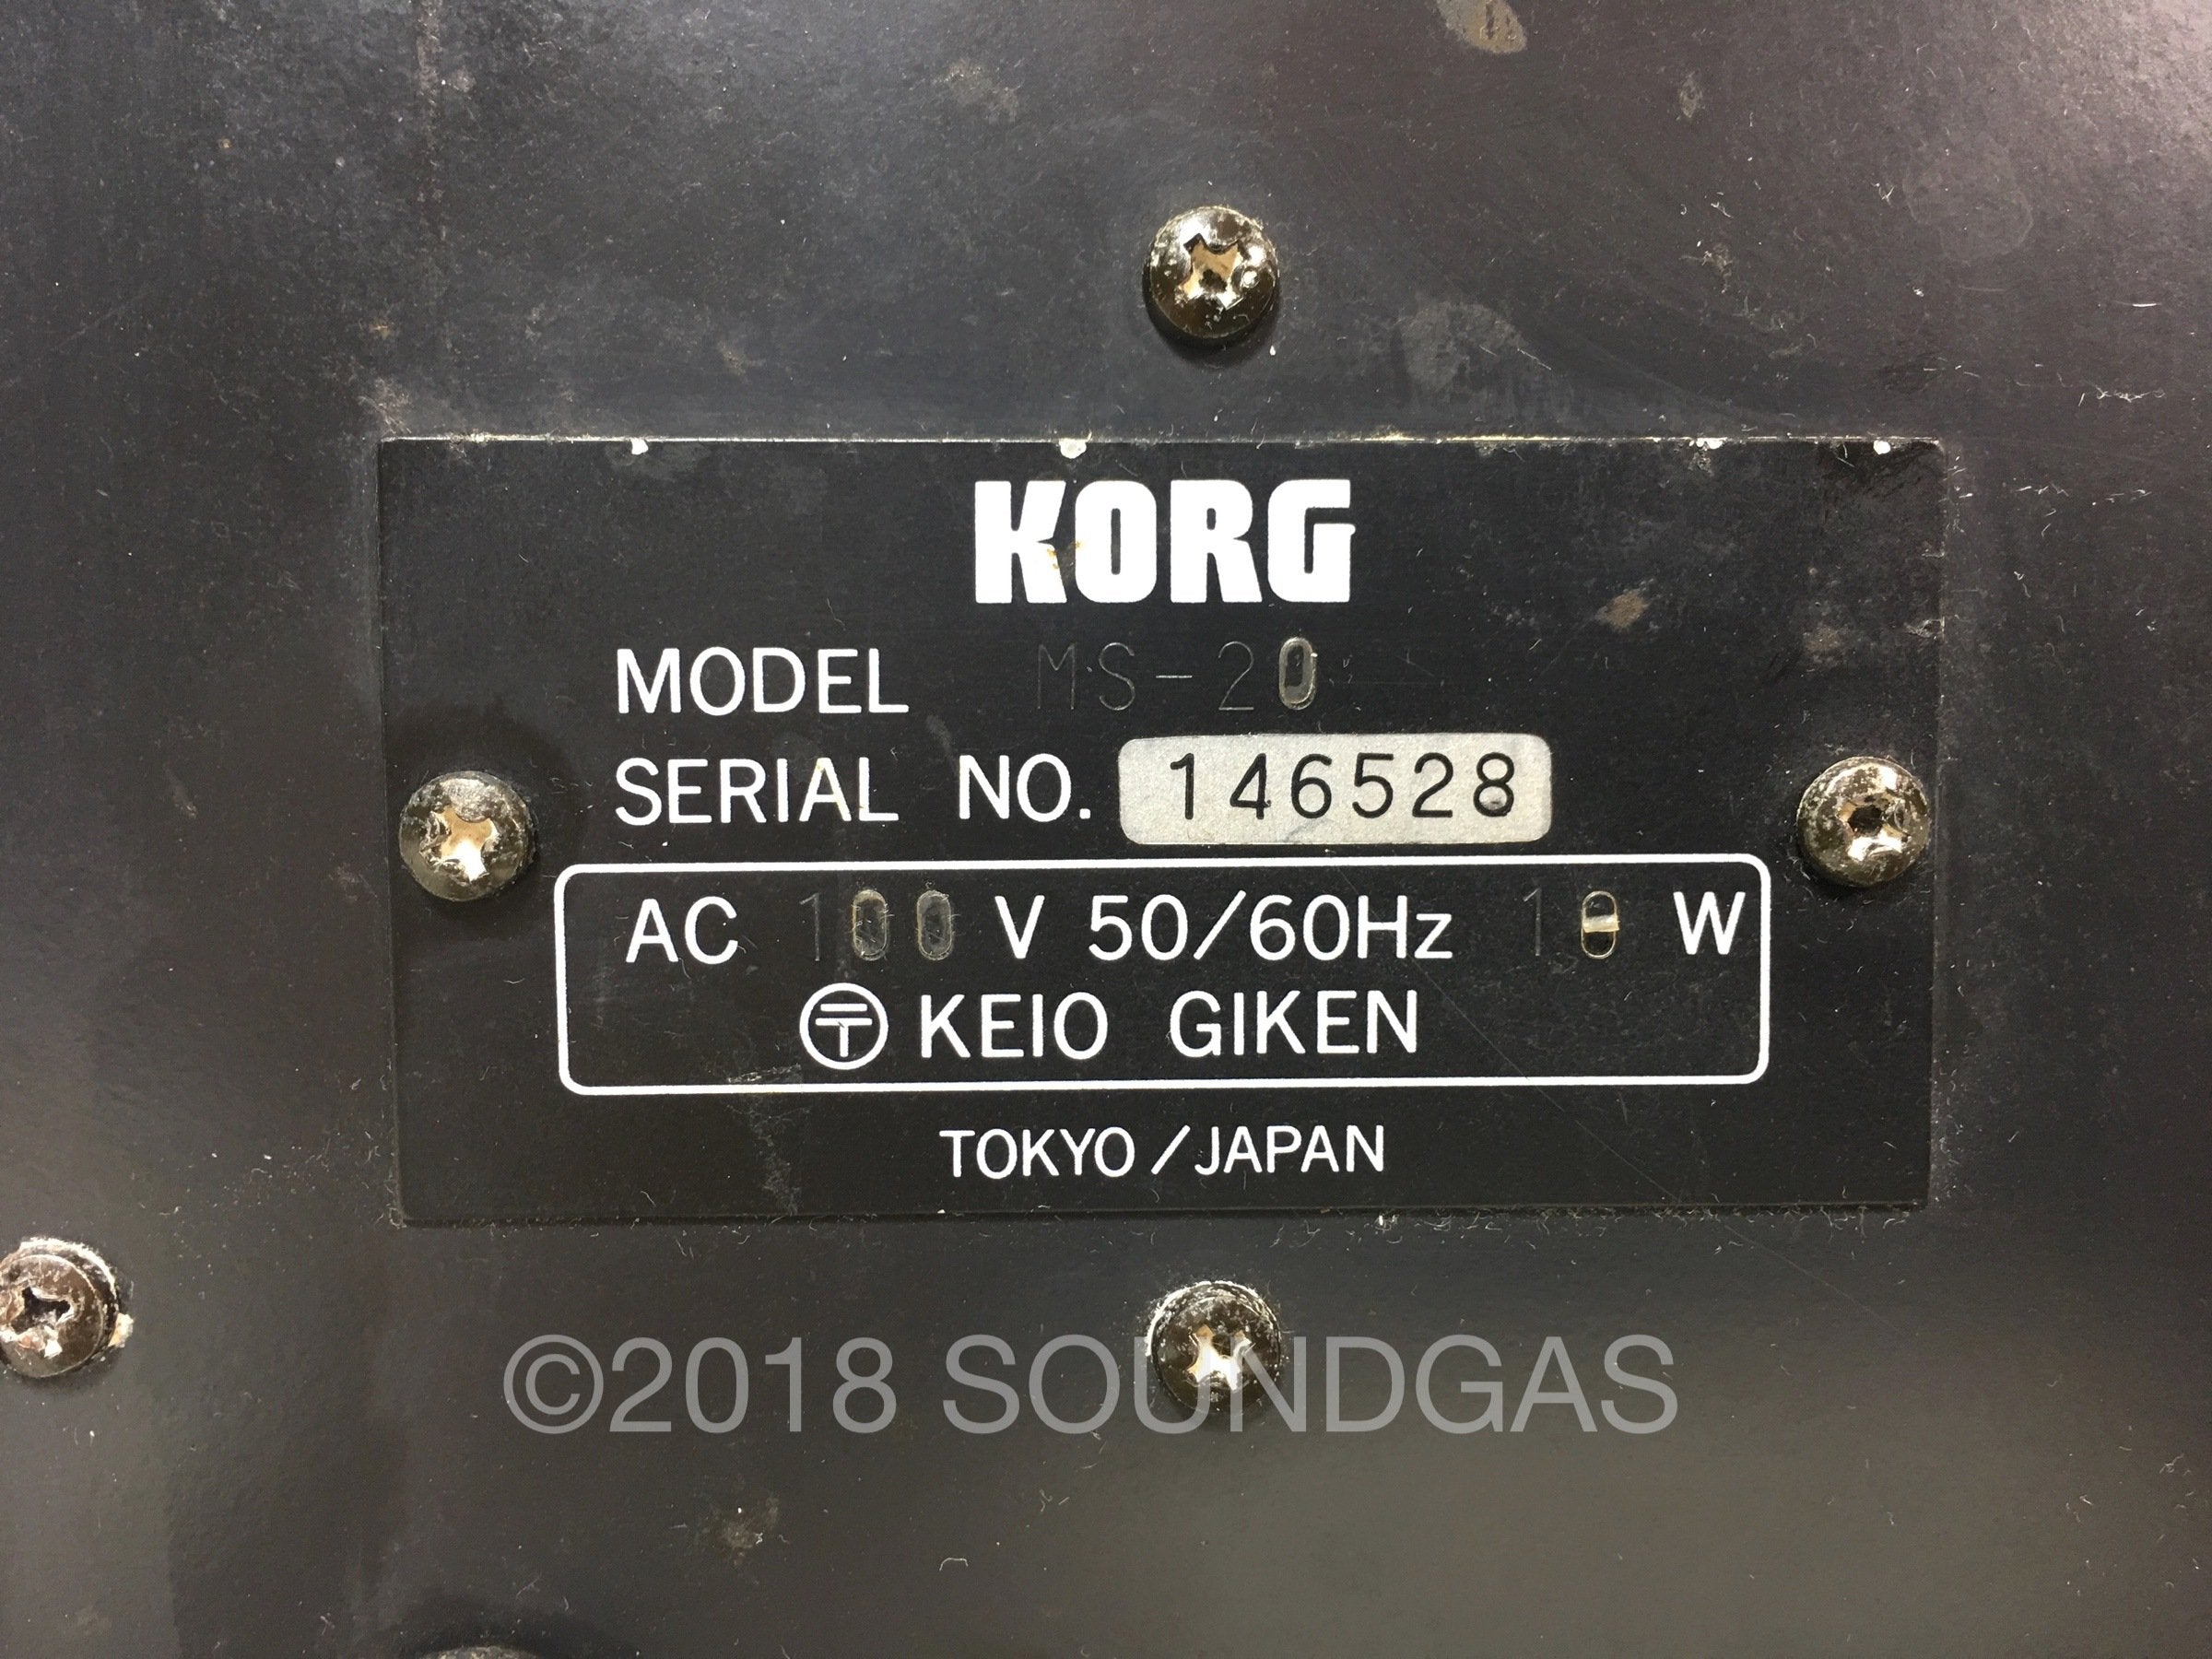 KORG
MODEL MS-20
SERIAL NO. 146528
AC 100 V 50/60Hz 10 W
〒 KEIO GIKEN
TOKYO/JAPAN
©2018 SOUNDGAS